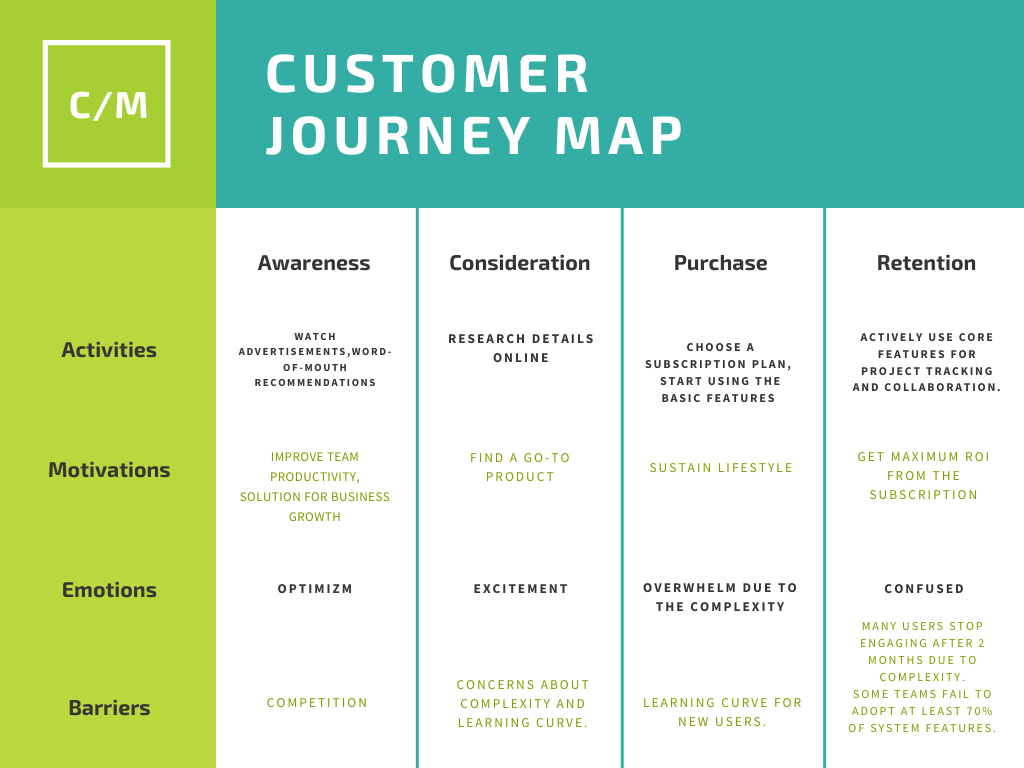 C/M
CUSTOMER
JOURNEY MAP
Awareness
Consideration
Purchase
Retention
Activities
WATCH
ADVERTISEMENTS,WORD-
OF-MOUTH
RECOMMENDATIONS
RESEARCH DETAILS
ONLINE
CHOOSE A
SUBSCRIPTION PLAN,
START USING THE
BASIC FEATURES
ACTIVELY USE CORE
FEATURES FOR
PROJECT TRACKING
AND COLLABORATION.
Motivations
IMPROVE TEAM
PRODUCTIVITY,
SOLUTION FOR BUSINESS
GROWTH
FIND A GO-TO
PRODUCT
SUSTAIN LIFESTYLE
GET MAXIMUM ROI
FROM THE
SUBSCRIPTION
Emotions
OPTIMIZM
EXCITEMENT
OVERWHELM DUE TO
THE COMPLEXITY
CONFUSED
Barriers
COMPETITION
CONCERNS ABOUT
COMPLEXITY AND
LEARNING CURVE.
LEARNING CURVE FOR
NEW USERS.
MANY USERS STOP
ENGAGING AFTER 2
MONTHS DUE TO
COMPLEXITY.
SOME TEAMS FAIL TO
ADOPT AT LEAST 70%
OF SYSTEM FEATURES.